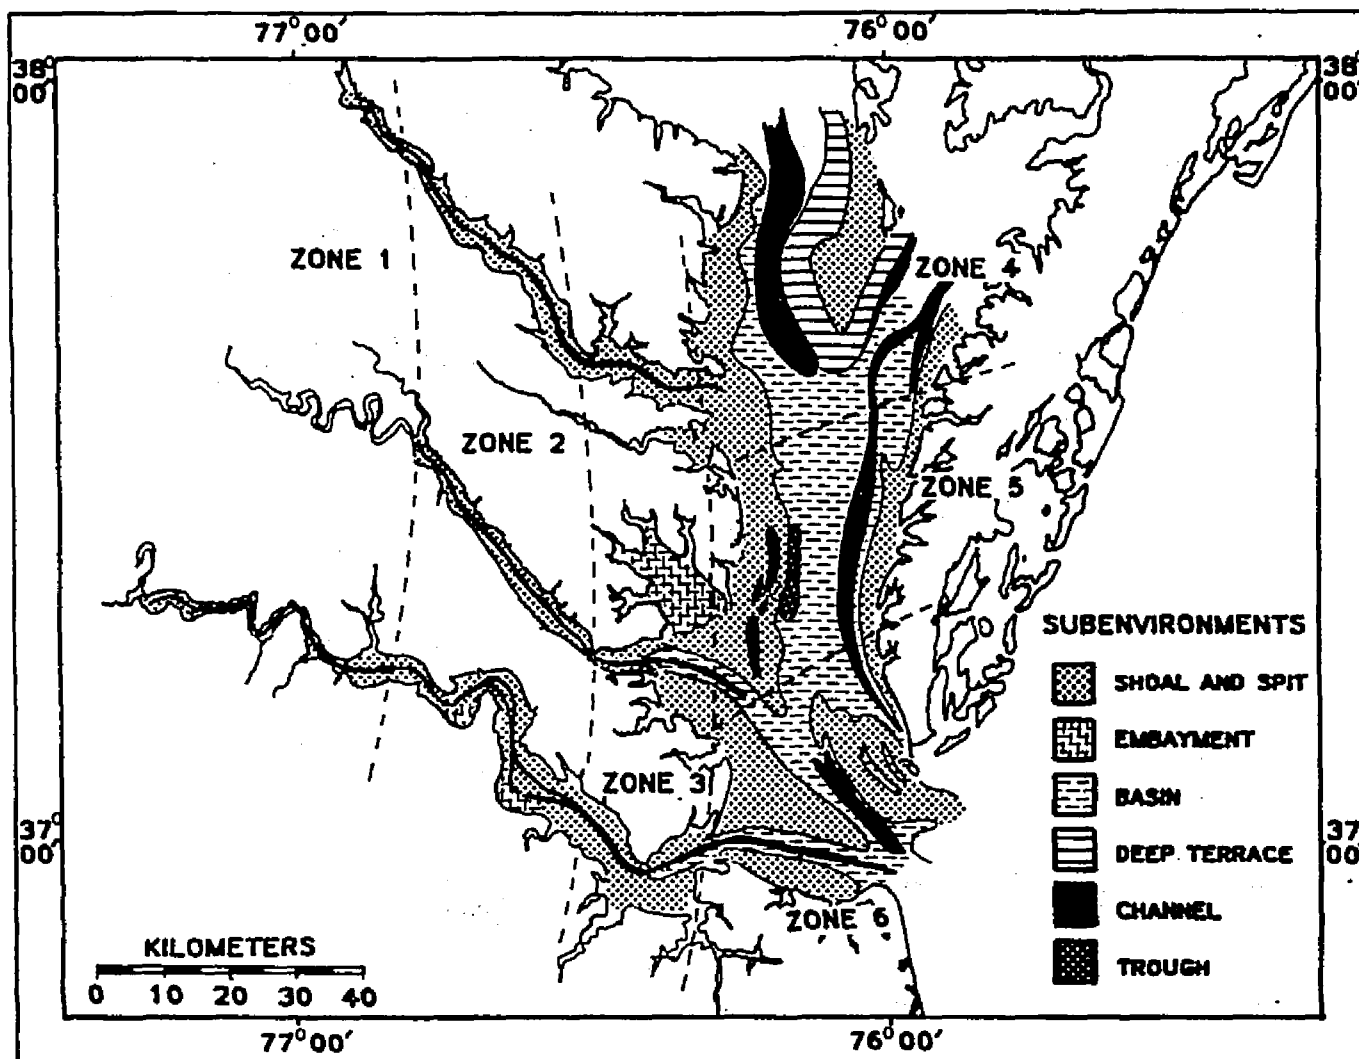 77°00′ 76°00′
38°
00′
38°
00′
ZONE 1
ZONE 4
ZONE 2
ZONE 5
SUBENVIRONMENTS
SHOAL AND SPIT
EMBAYMENT
ZONE 3
BASIN
37°
00′
37°
00′
DEEP TERRACE
ZONE 6
CHANNEL
KILOMETERS
TROUGH
0 10 20 30 40
77°00′ 76°00′